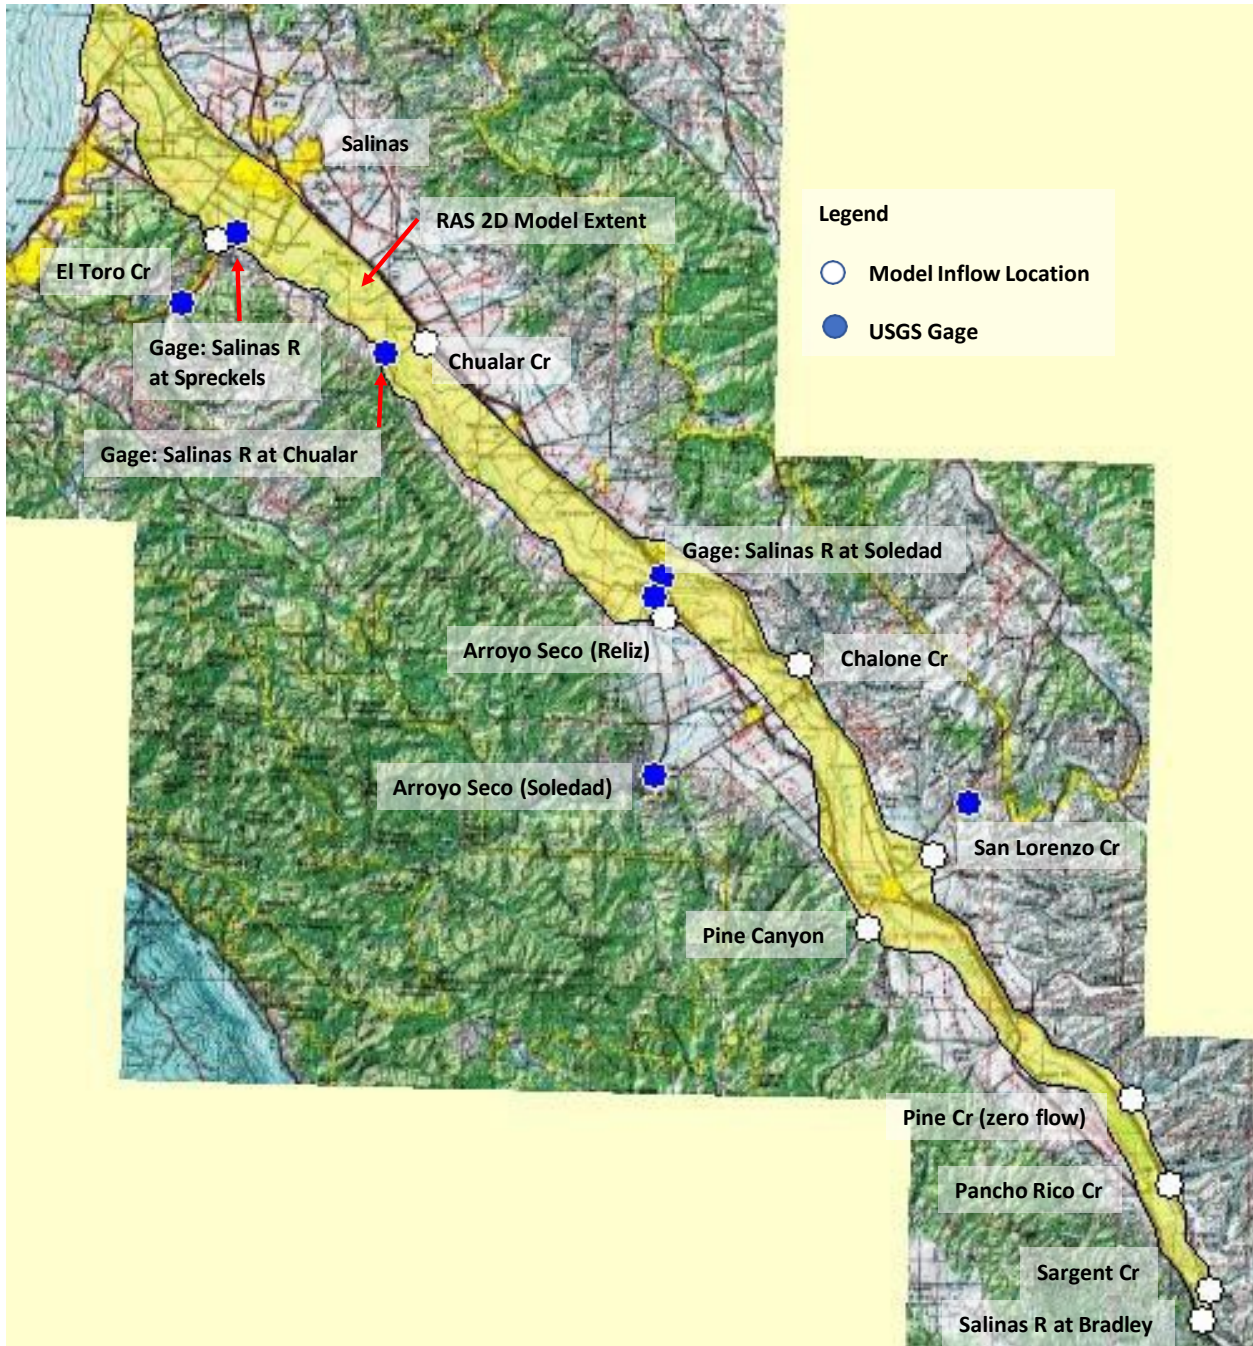 Salinas
RAS 2D Model Extent
Legend
Model Inflow Location
USGS Gage
El Toro Cr
Gage: Salinas R
at Spreckels
Chualar Cr
Gage: Salinas R at Chualar
Gage: Salinas R at Soledad
Arroyo Seco (Reliz)
Chalone Cr
Arroyo Seco (Soledad)
San Lorenzo Cr
Pine Canyon
Pine Cr (zero flow)
Pancho Rico Cr
Sargent Cr
Salinas R at Bradley